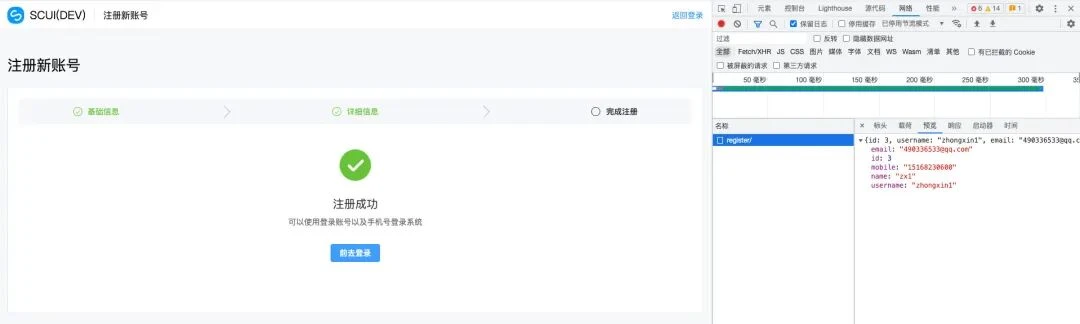 SCUI(DEV) 注册新账号 返回登录
注册新账号
基础信息 详细信息 完成注册
注册成功
可以使用登录账号以及手机号登录系统
前去登录
元素 控制台 Lighthouse 源代码 网络 性能 » 6 14 1
保留日志 停用缓存 已停用节流模式
过滤 反转 隐藏数据网址
全部 Fetch/XHR JS CSS 图片 媒体 字体 文档 WS Wasm 清单 其他 有已拦截的 Cookie
被屏蔽的请求 第三方请求
50 毫秒 100 毫秒 150 毫秒 200 毫秒 250 毫秒 300 毫秒 35
名称 × 标头 载荷 预览 响应 启动器 时间
register/
{id: 3, username: "zhongxin1", email: "490336533@qq.c
email: "490336533@qq.com"
id: 3
mobile: "15168230600"
name: "zx1"
username: "zhongxin1"